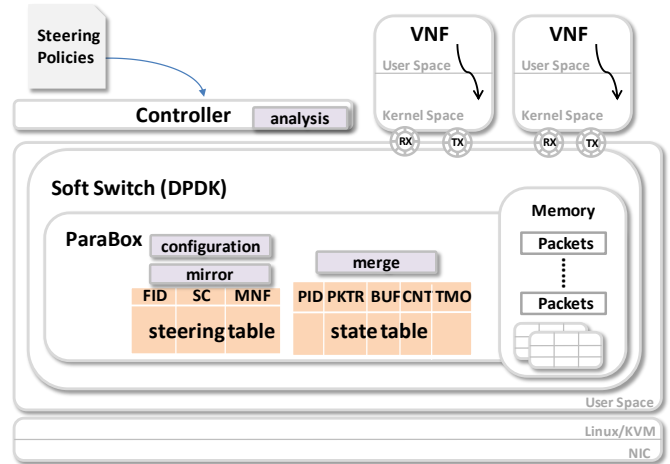 Steering
Policies
Controller
analysis
VNF
User Space
Kernel Space
RX
TX
VNF
User Space
Kernel Space
RX
TX
Soft Switch (DPDK)
ParaBox
configuration
mirror
FID SC MNF
steering table
merge
PID PKTR BUF CNT TMO
state table
Memory
Packets
Packets
User Space
Linux/KVM
NIC